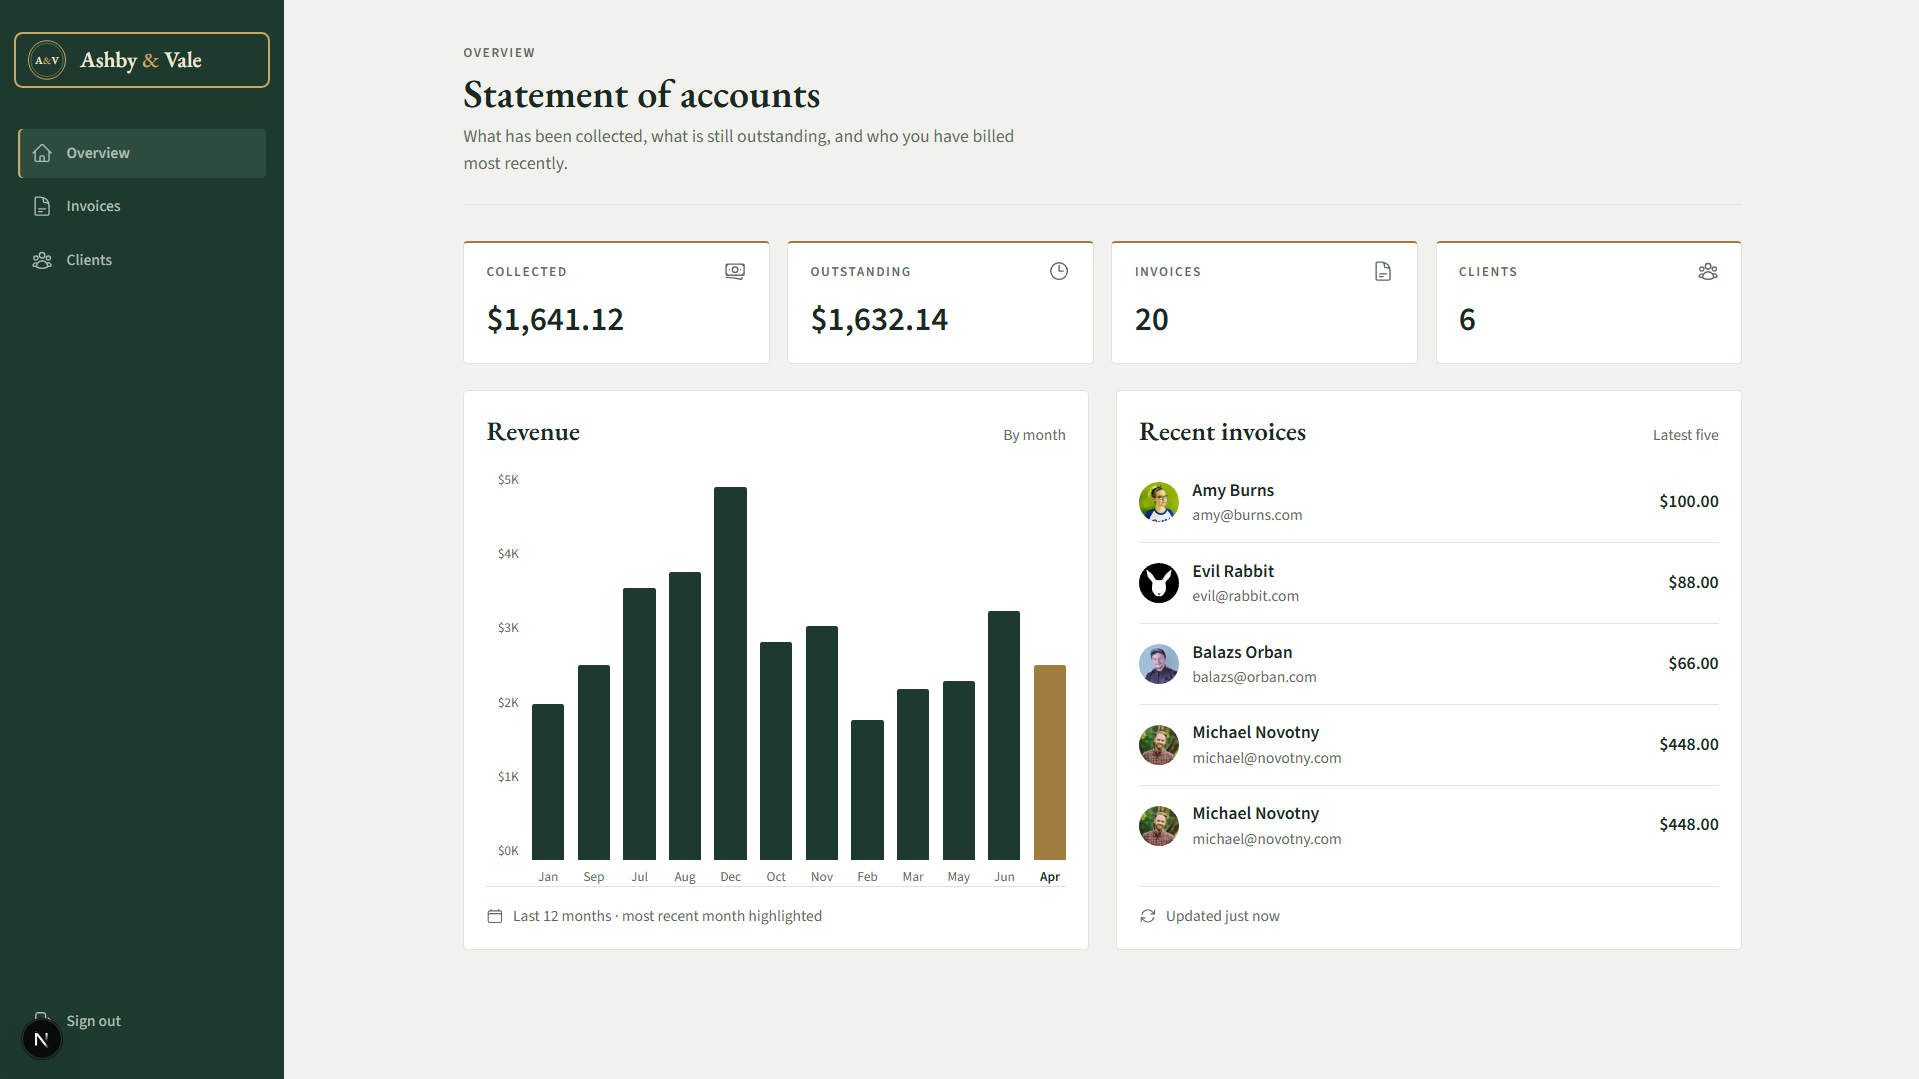 A&V
Ashby & Vale
Overview
Invoices
Clients
Sign out
N
OVERVIEW
Statement of accounts
What has been collected, what is still outstanding, and who you have billed
most recently.
COLLECTED
$1,641.12
OUTSTANDING
$1,632.14
INVOICES
20
CLIENTS
6
Revenue
By month
$5K
$4K
$3K
$2K
$1K
$0K
Jan Sep Jul Aug Dec Oct Nov Feb Mar May Jun Apr
Last 12 months · most recent month highlighted
Recent invoices
Latest five
Amy Burns
amy@burns.com
$100.00
Evil Rabbit
evil@rabbit.com
$88.00
Balazs Orban
balazs@orban.com
$66.00
Michael Novotny
michael@novotny.com
$448.00
Michael Novotny
michael@novotny.com
$448.00
Updated just now